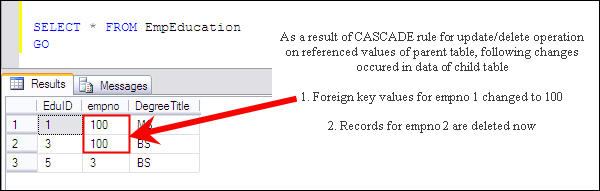 SELECT * FROM EmpEducation
GO
As a result of CASCADE rule for update/delete operation
on referenced values of parent table, following changes
occured in data of child table
1. Foreign key values for empno 1 changed to 100
2. Records for empno 2 are deleted now
Results Messages
EduID empno DegreeTitle
1 1 100
2 3 100 BS
3 5 3 BS